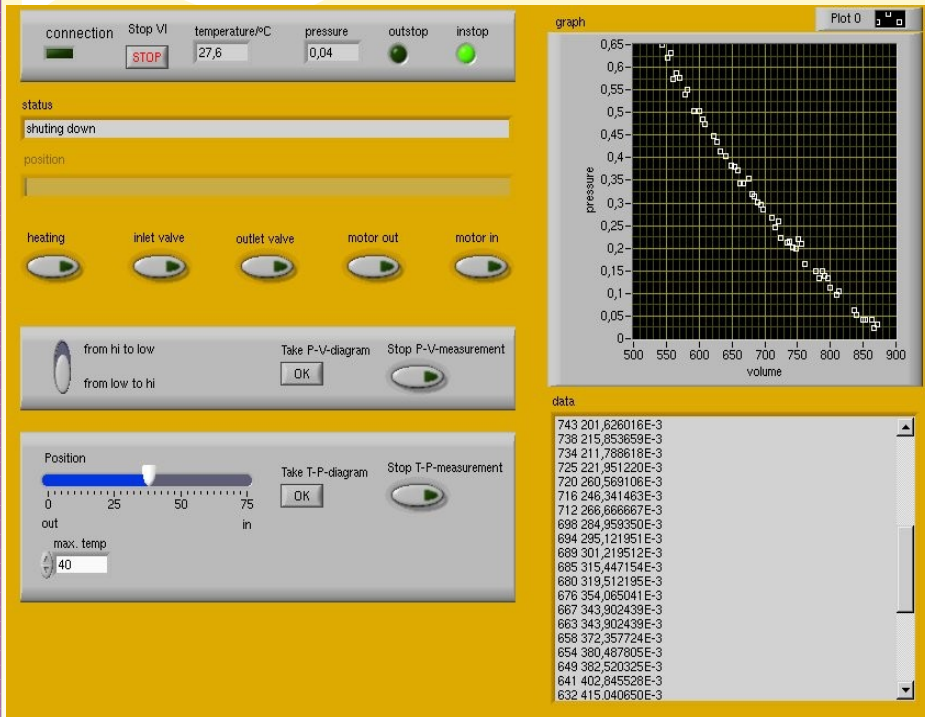 connection Stop VI temperature/ºC pressure outstop instop
STOP 27,6 0,04
status
shuting down
position
heating inlet valve outlet valve motor out motor in
from hi to low
from low to hi
Take P-V-diagram Stop P-V-measurement
OK
Position
0 25 50 75
out in
max. temp
40
Take T-P-diagram Stop T-P-measurement
OK
graph Plot 0
0,65
0,6
0,55
0,5
0,45
0,4
0,35
0,3
0,25
0,2
0,15
0,1
0,05
0
pressure
500 550 600 650 700 750 800 850 900
volume
data
743 201,626016E-3
738 215,853659E-3
734 211,788618E-3
725 221,951220E-3
720 260,569106E-3
716 246,341463E-3
712 266,666667E-3
698 284,959350E-3
694 295,121951E-3
689 301,219512E-3
685 315,447154E-3
680 319,512195E-3
676 354,065041E-3
667 343,902439E-3
663 343,902439E-3
658 372,357724E-3
654 380,487805E-3
649 382,520325E-3
641 402,845528E-3
632 415,040650E-3